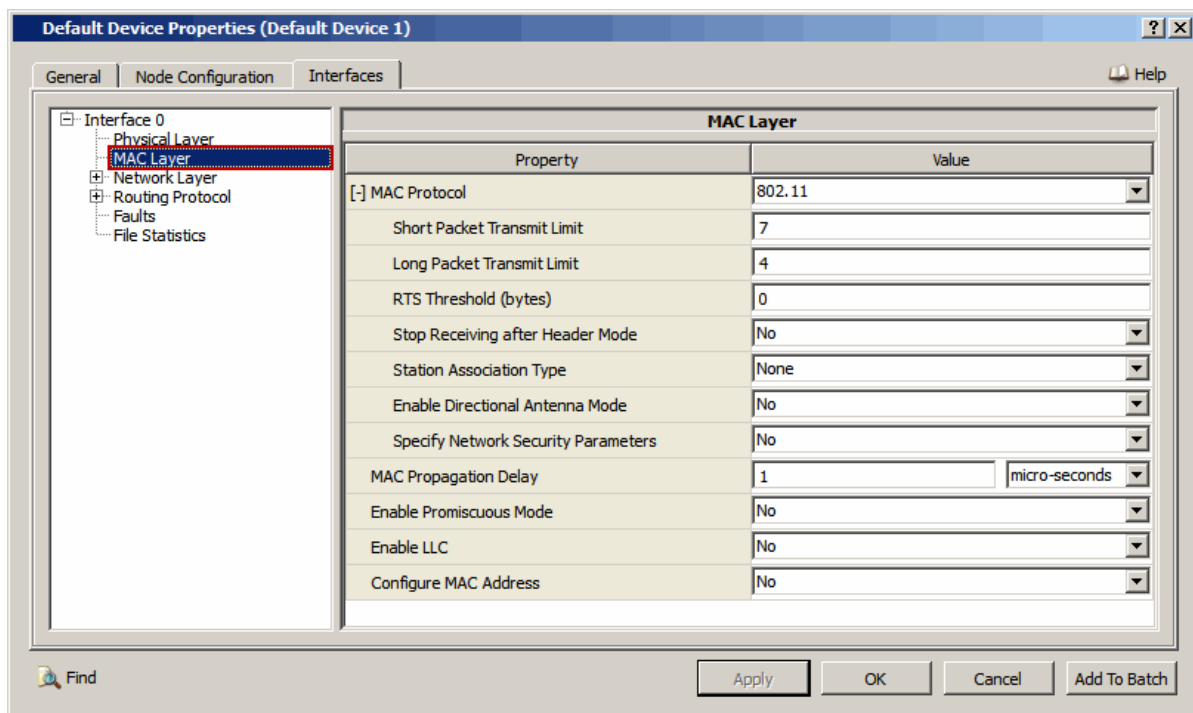 Default Device Properties (Default Device 1)
? X
General Node Configuration Interfaces Help
Interface 0
Physical Layer
MAC Layer
Network Layer
Routing Protocol
Faults
File Statistics
MAC Layer
Property Value
[-] MAC Protocol 802.11
Short Packet Transmit Limit 7
Long Packet Transmit Limit 4
RTS Threshold (bytes) 0
Stop Receiving after Header Mode No
Station Association Type None
Enable Directional Antenna Mode No
Specify Network Security Parameters No
MAC Propagation Delay 1 micro-seconds
Enable Promiscuous Mode No
Enable LLC No
Configure MAC Address No
Find Apply OK Cancel Add To Batch